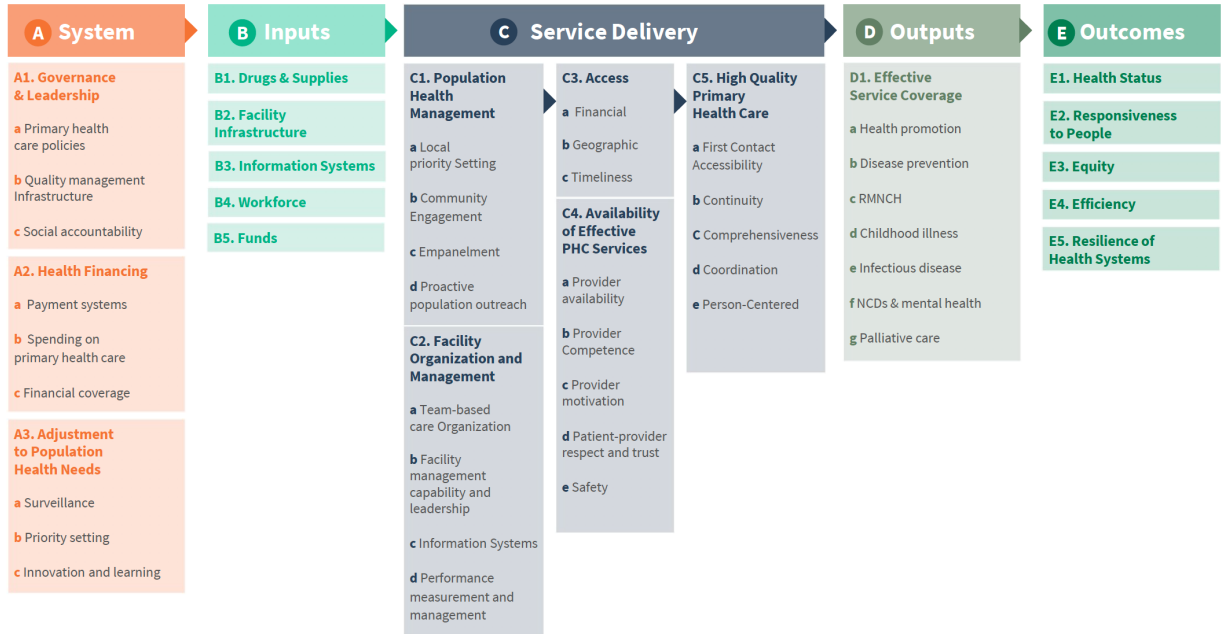 A System
A1. Governance
& Leadership
a Primary health
care policies
b Quality management
Infrastructure
c Social accountability
A2. Health Financing
a Payment systems
b Spending on
primary health care
c Financial coverage
A3. Adjustment
to Population
Health Needs
a Surveillance
b Priority setting
c Innovation and learning
B Inputs
B1. Drugs & Supplies
B2. Facility
Infrastructure
B3. Information Systems
B4. Workforce
B5. Funds
C Service Delivery
C1. Population
Health
Management
a Local
priority Setting
b Community
Engagement
c Empanelment
d Proactive
population outreach
C2. Facility
Organization and
Management
a Team-based
care Organization
b Facility
management
capability and
leadership
c Information Systems
d Performance
measurement and
management
C3. Access
a Financial
b Geographic
c Timeliness
C4. Availability
of Effective
PHC Services
a Provider
availability
b Provider
Competence
c Provider
motivation
d Patient-provider
respect and trust
e Safety
C5. High Quality
Primary
Health Care
a First Contact
Accessibility
b Continuity
C Comprehensiveness
d Coordination
e Person-Centered
D Outputs
D1. Effective
Service Coverage
a Health promotion
b Disease prevention
c RMNCH
d Childhood illness
e Infectious disease
f NCDs & mental health
g Palliative care
E Outcomes
E1. Health Status
E2. Responsiveness
to People
E3. Equity
E4. Efficiency
E5. Resilience of
Health Systems